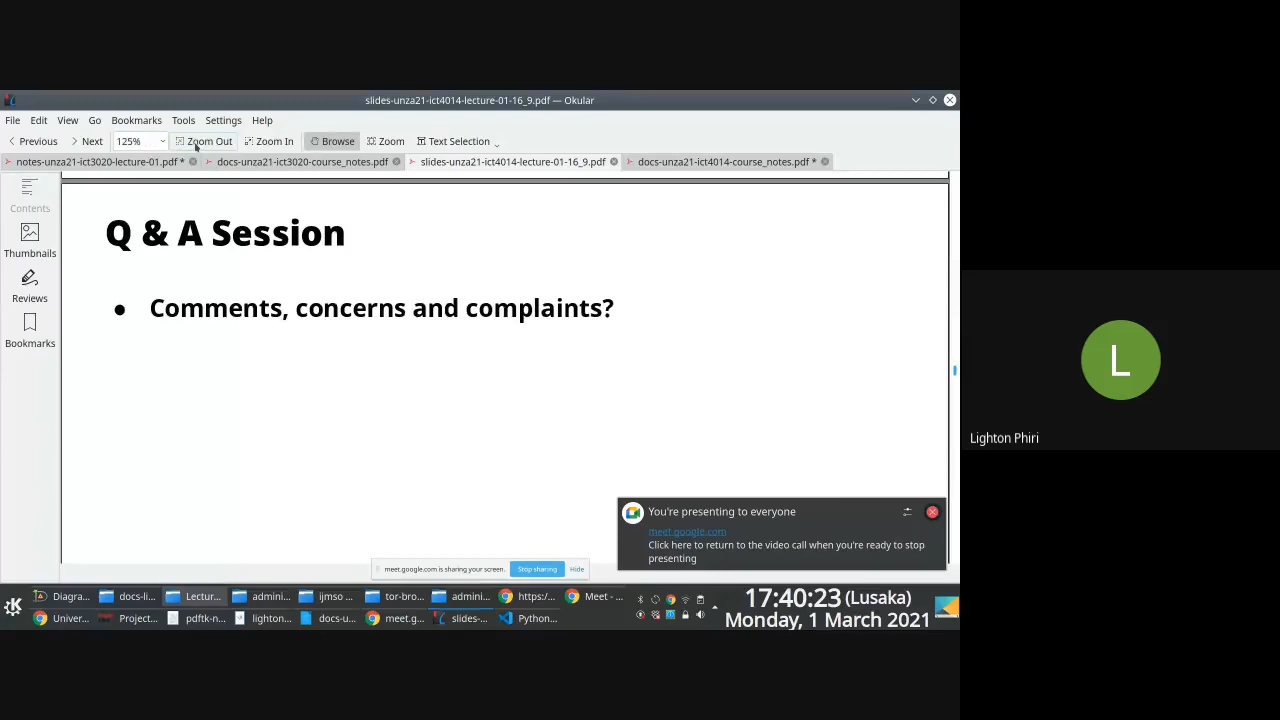 slides-unza21-ict4014-lecture-01-16_9.pdf — Okular
File Edit View Go Bookmarks Tools Settings Help
Previous Next 125% Zoom Out Zoom In Browse Zoom Text Selection
notes-unza21-ict3020-lecture-01.pdf * docs-unza21-ict3020-course_notes.pdf slides-unza21-ict4014-lecture-01-16_9.pdf docs-unza21-ict4014-course_notes.pdf *
Contents
Thumbnails
Reviews
Bookmarks
Q & A Session
● Comments, concerns and complaints?
You're presenting to everyone
meet.google.com
Click here to return to the video call when you're ready to stop
presenting
meet.google.com is sharing your screen. Stop sharing Hide
Diagra... docs-li... Lectur... admini... ijmso ... tor-bro... admini... https:/... Meet - ...
Univer... Project... pdftk-n... lighton... docs-u... meet.g... slides-... Python...
17:40:23 (Lusaka)
Monday, 1 March 2021
L
Lighton Phiri